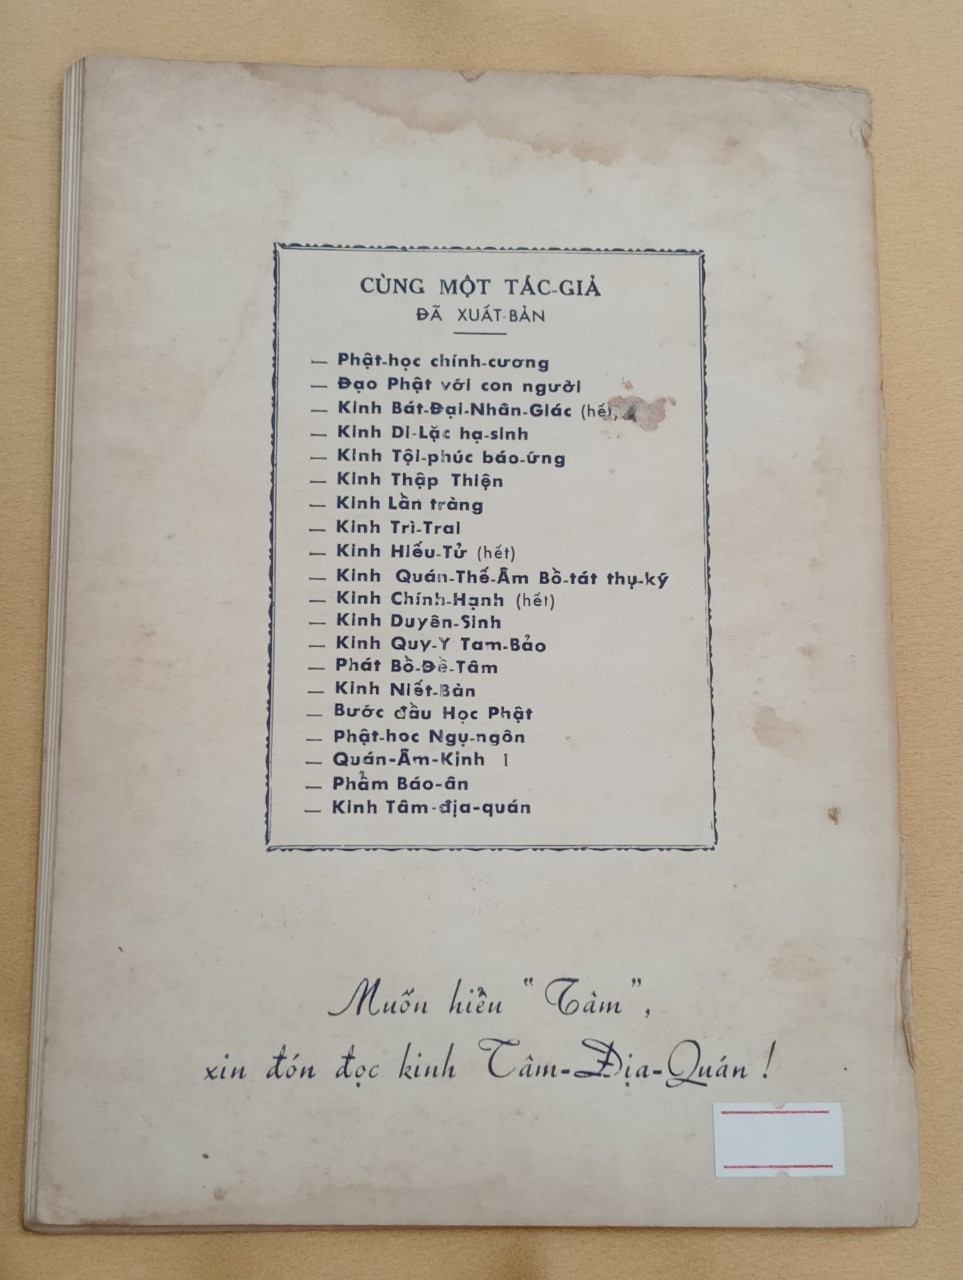 CÙNG MỘT TÁC-GIẢ
ĐÃ XUẤT-BẢN
— Phật-học chính-cương
— Đạo Phật với con người
— Kinh Bát-Đại-Nhân-Giác (hết)
— Kinh Di-Lặc hạ-sinh
— Kinh Tội-phúc báo-ứng
— Kinh Thập Thiện
— Kinh Lần tràng
— Kinh Trì-Trai
— Kinh Hiếu-Tử (hết)
— Kinh Quán-Thế-Âm Bồ-tát thụ-ký
— Kinh Chính-Hạnh (hết)
— Kinh Duyên-Sinh
— Kinh Quy-Y Tam-Bảo
— Phát Bồ-Đề-Tâm
— Kinh Niết-Bàn
— Bước đầu Học Phật
— Phật-học Ngụ-ngôn
— Quán-Âm-Kinh I
— Phẩm Báo-ân
— Kinh Tâm-địa-quán
Muốn hiểu "Tâm",
xin đón đọc kinh Tâm-Địa-Quán !